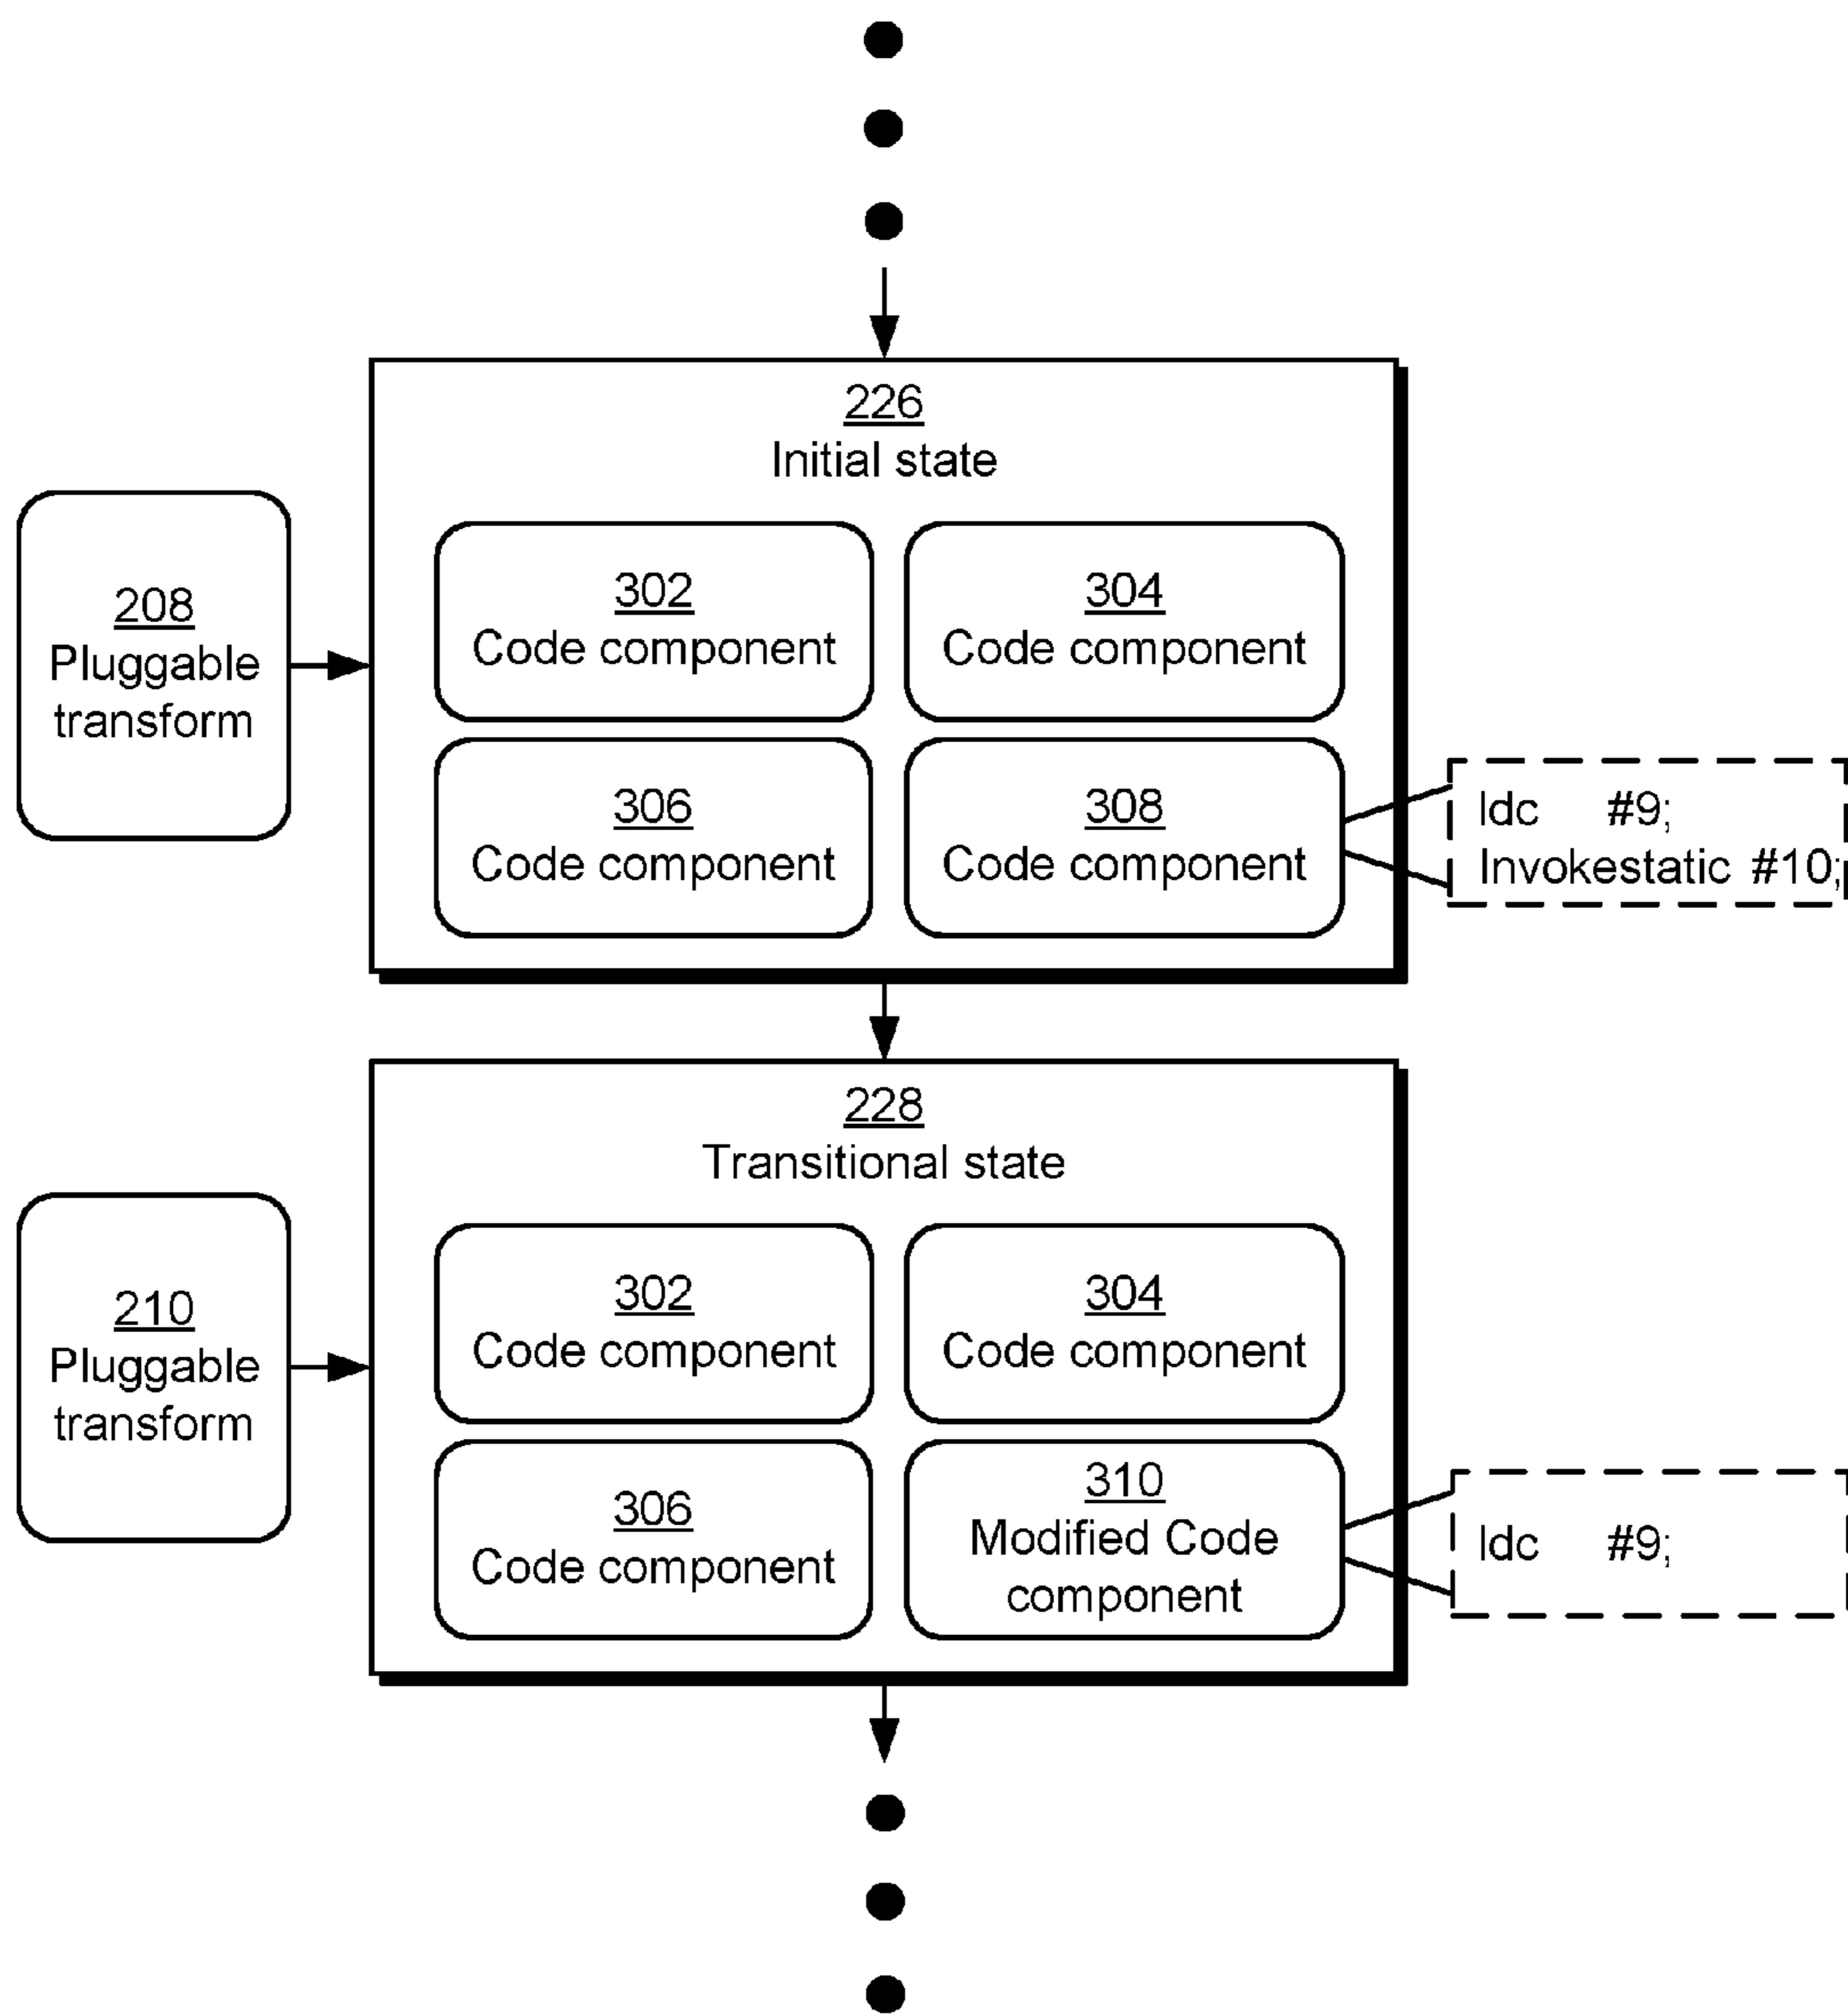 226
Initial state
208
Pluggable
transform
302
Code component
304
Code component
306
Code component
308
Code component
ldc #9;
Invokestatic #10;
228
Transitional state
210
Pluggable
transform
302
Code component
304
Code component
306
Code component
310
Modified Code
component
ldc #9;